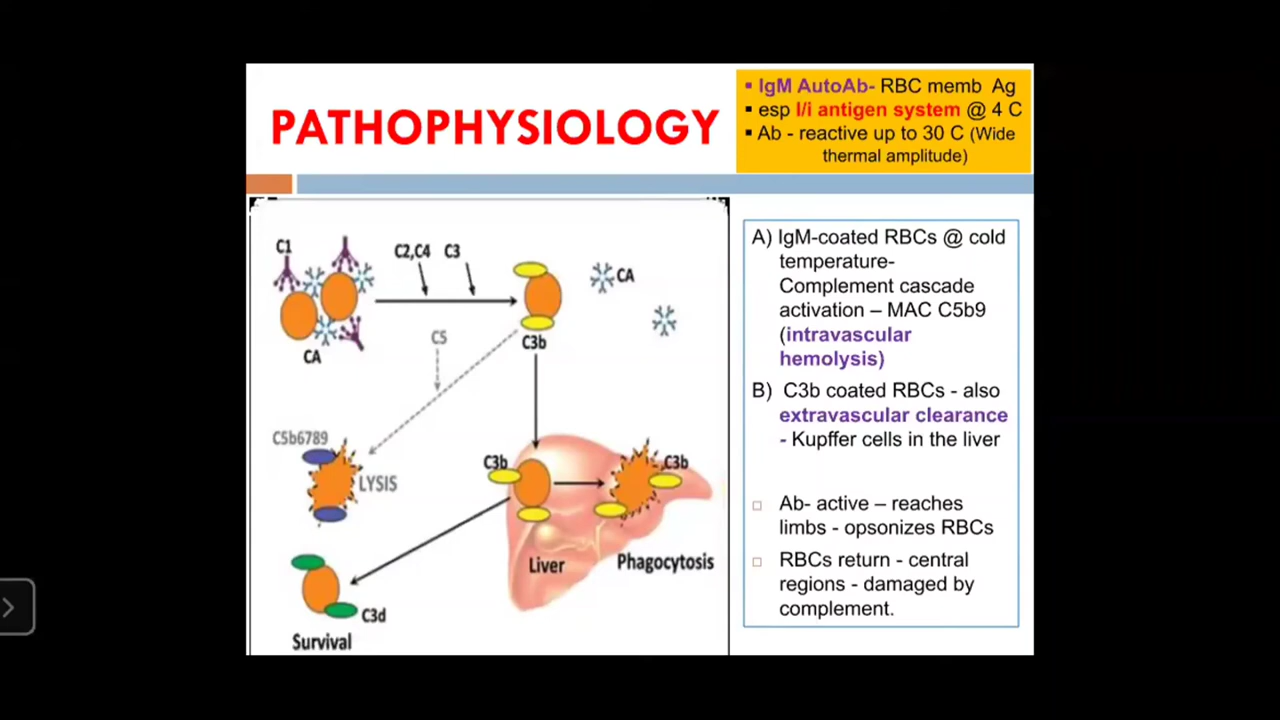 PATHOPHYSIOLOGY
▪ IgM AutoAb- RBC memb Ag
▪ esp I/i antigen system @ 4 C
▪ Ab - reactive up to 30 C (Wide
thermal amplitude)
C1
C2,C4 C3
CA
CA
C5
C3b
C5b6789
LYSIS
C3b
C3b
Liver
Phagocytosis
C3d
Survival
A) IgM-coated RBCs @ cold
temperature-
Complement cascade
activation – MAC C5b9
(intravascular
hemolysis)
B) C3b coated RBCs - also
extravascular clearance
- Kupffer cells in the liver
Ab- active – reaches
limbs - opsonizes RBCs
RBCs return - central
regions - damaged by
complement.